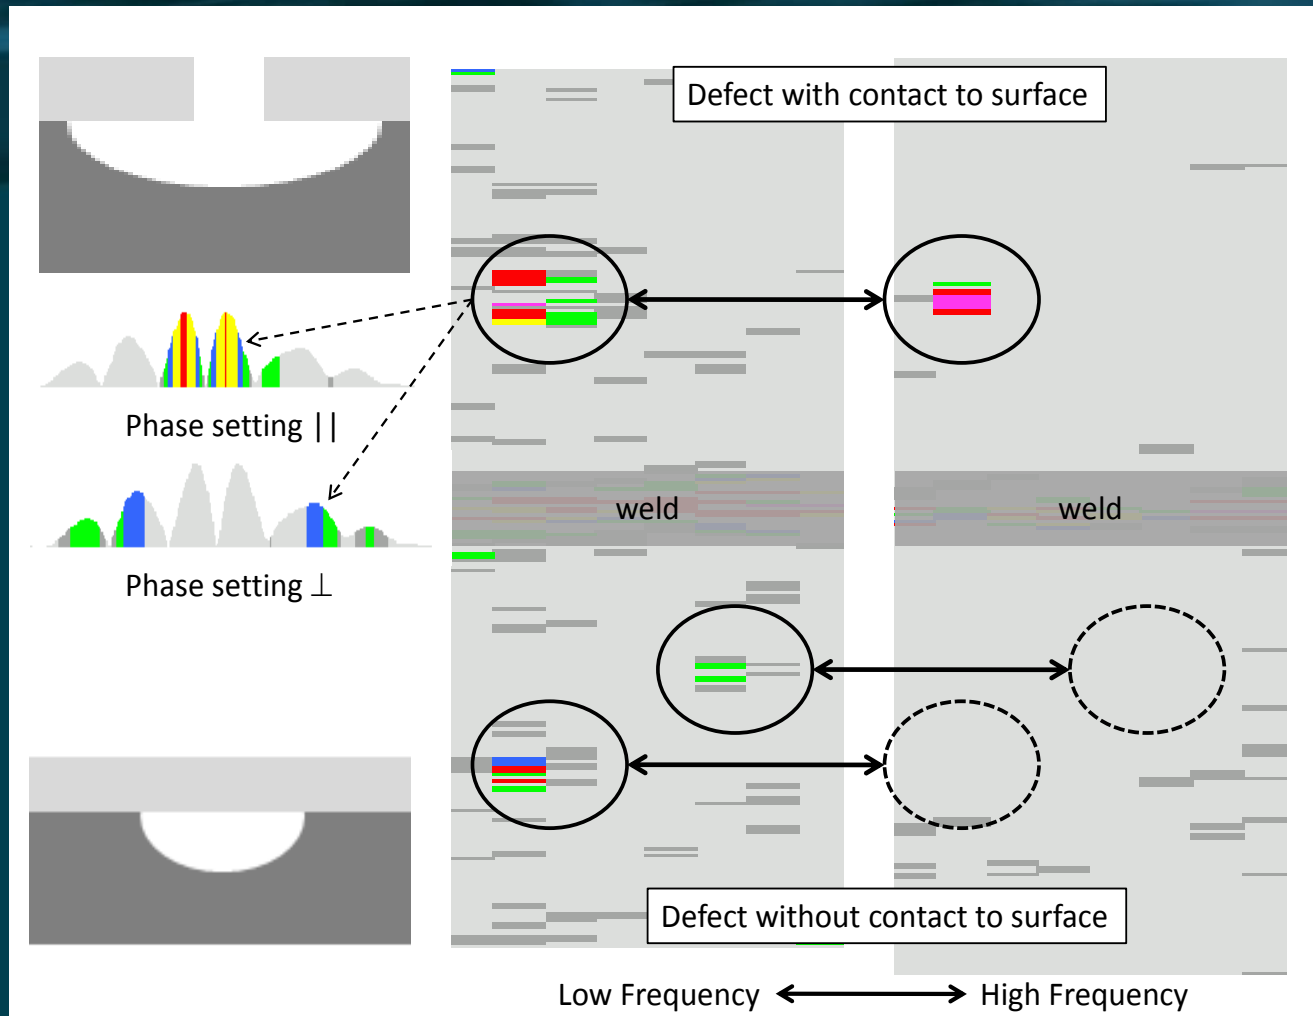 Defect with contact to surface
Phase setting ||
weld
weld
Phase setting ⊥
Defect without contact to surface
Low Frequency
High Frequency